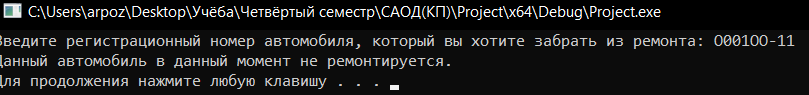 C:\Users\arpoz\Desktop\Учёба\Четвёртый семестр\САОД(КП)\Project\x64\Debug\Project.exe
Введите регистрационный номер автомобиля, который вы хотите забрать из ремонта: О001ОО-11
Данный автомобиль в данный момент не ремонтируется.
Для продолжения нажмите любую клавишу . . .